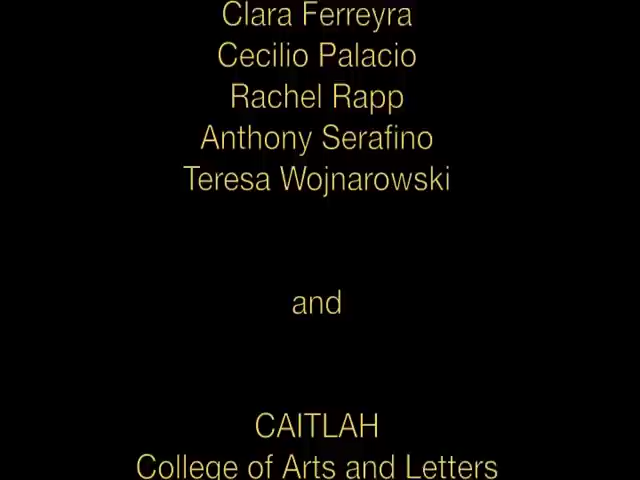 Clara Ferreyra
Cecilio Palacio
Rachel Rapp
Anthony Serafino
Teresa Wojnarowski
and
CAITLAH
College of Arts and Letters